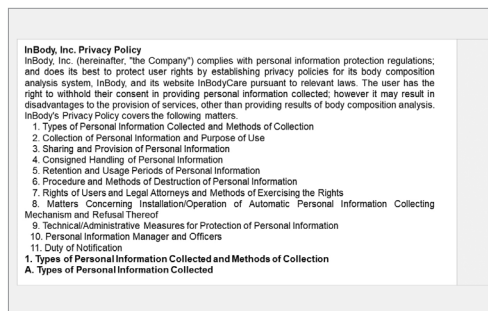 InBody, Inc. Privacy Policy
InBody, Inc. (hereinafter, "the Company") complies with personal information protection regulations;
and does its best to protect user rights by establishing privacy policies for its body composition
analysis system, InBody, and its website InBodyCare pursuant to relevant laws. The user has the
right to withhold their consent in providing personal information collected; however it may result in
disadvantages to the provision of services, other than providing results of body composition analysis.
InBody's Privacy Policy covers the following matters.
1. Types of Personal Information Collected and Methods of Collection
2. Collection of Personal Information and Purpose of Use
3. Sharing and Provision of Personal Information
4. Consigned Handling of Personal Information
5. Retention and Usage Periods of Personal Information
6. Procedure and Methods of Destruction of Personal Information
7. Rights of Users and Legal Attorneys and Methods of Exercising the Rights
8. Matters Concerning Installation/Operation of Automatic Personal Information Collecting
Mechanism and Refusal Thereof
9. Technical/Administrative Measures for Protection of Personal Information
10. Personal Information Manager and Officers
11. Duty of Notification
1. Types of Personal Information Collected and Methods of Collection
A. Types of Personal Information Collected